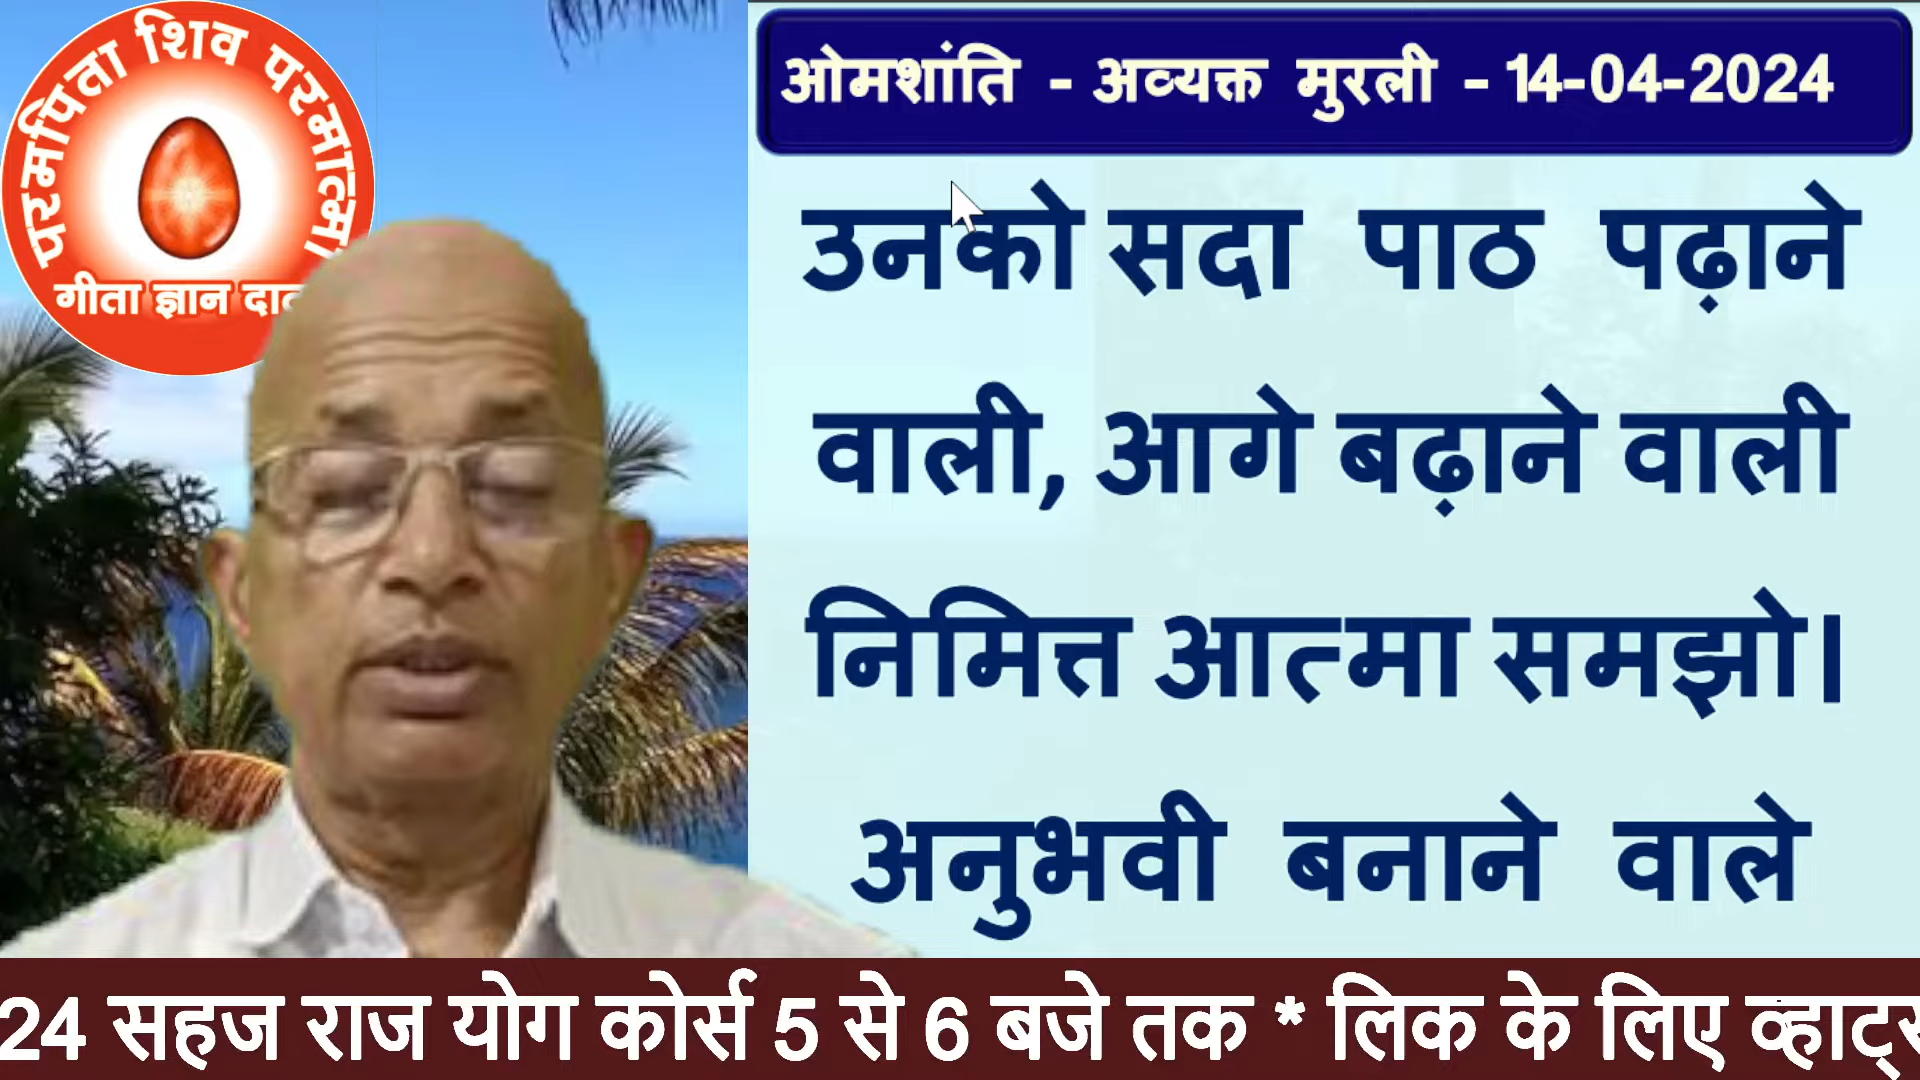 परमपिता शिव परमात्मा
गीता ज्ञान
ओमशांति - अव्यक्त मुरली - 14-04-2024
उनको सदा पाठ पढ़ाने
वाली, आगे बढ़ाने वाली
निमित्त आत्मा समझो।
अनुभवी बनाने वाले
24 सहज राज योग कोर्स 5 से 6 बजे तक * लिंक के लिए